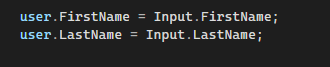 user.FirstName = Input.FirstName;
user.LastName = Input.LastName;